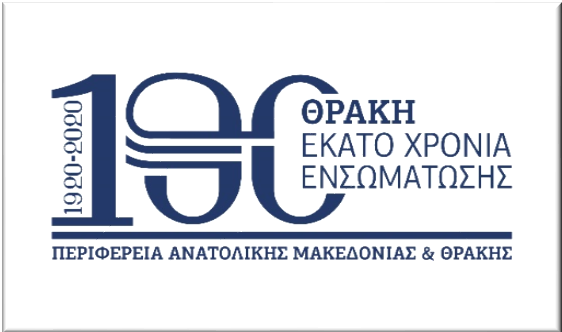 100
1920-2020
ΘΡΑΚΗ
ΕΚΑΤΟ ΧΡΟΝΙΑ
ΕΝΣΩΜΑΤΩΣΗΣ
ΠΕΡΙΦΕΡΕΙΑ ΑΝΑΤΟΛΙΚΗΣ ΜΑΚΕΔΟΝΙΑΣ & ΘΡΑΚΗΣ